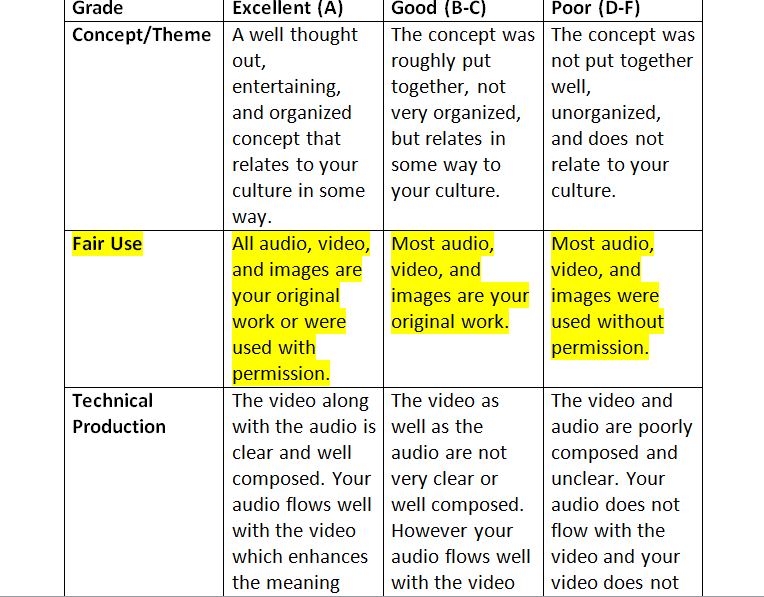 Grade Excellent (A) Good (B-C) Poor (D-F)
Concept/Theme
A well thought
out,
entertaining,
and organized
concept that
relates to your
culture in some
way.
The concept was
roughly put
together, not
very organized,
but relates in
some way to
your culture.
The concept was
not put together
well,
unorganized,
and does not
relate to your
culture.
Fair Use
All audio, video,
and images are
your original
work or were
used with
permission.
Most audio,
video, and
images are your
original work.
Most audio,
video, and
images were
used without
permission.
Technical
Production
The video along
with the audio is
clear and well
composed. Your
audio flows well
with the video
which enhances
the meaning
The video as
well as the
audio are not
very clear or
well composed.
However your
audio flows well
with the video
The video and
audio are poorly
composed and
unclear. Your
audio does not
flow with the
video and your
video does not